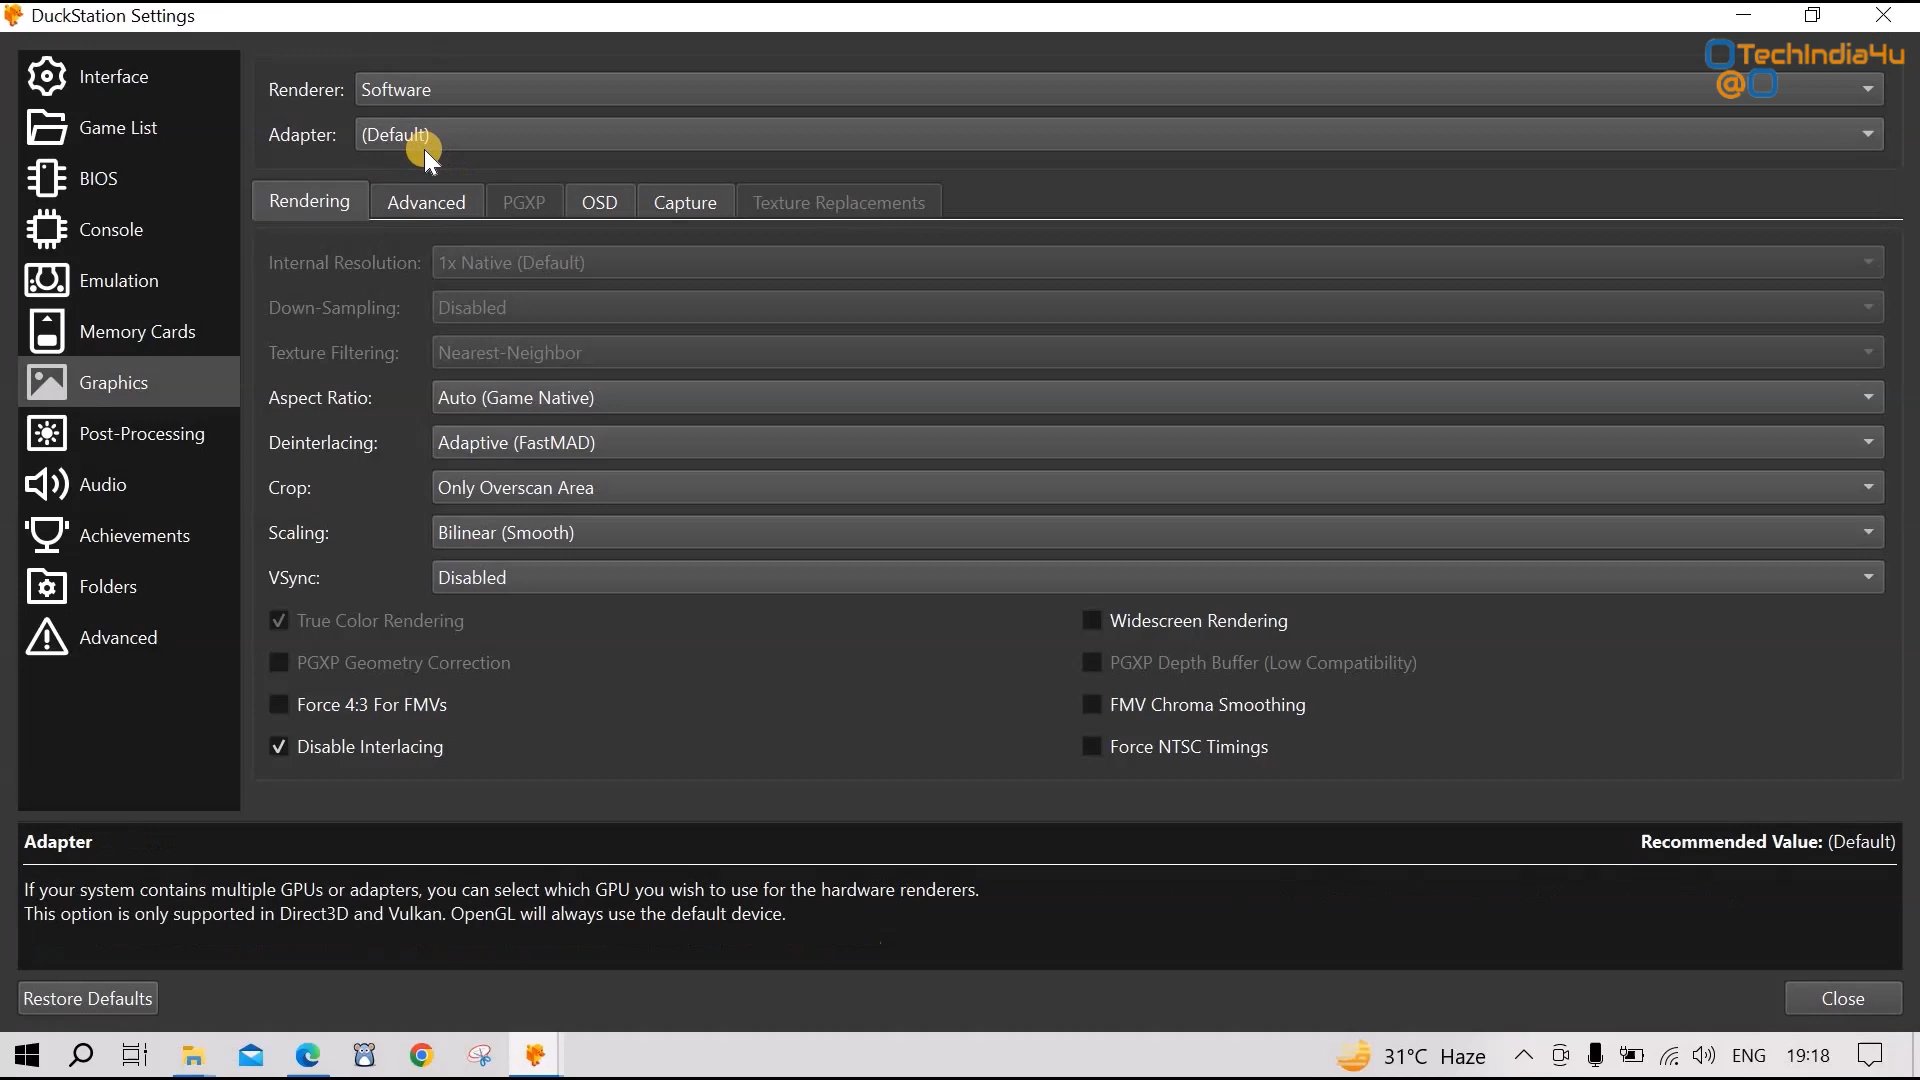 DuckStation Settings
TechIndia4u
@
Interface
Game List
BIOS
Console
Emulation
Memory Cards
Graphics
Post-Processing
Audio
Achievements
Folders
Advanced
Renderer: Software
Adapter: (Default)
Rendering Advanced PGXP OSD Capture Texture Replacements
Internal Resolution: 1x Native (Default)
Down-Sampling: Disabled
Texture Filtering: Nearest-Neighbor
Aspect Ratio: Auto (Game Native)
Deinterlacing: Adaptive (FastMAD)
Crop: Only Overscan Area
Scaling: Bilinear (Smooth)
VSync: Disabled
True Color Rendering Widescreen Rendering
PGXP Geometry Correction PGXP Depth Buffer (Low Compatibility)
Force 4:3 For FMVs FMV Chroma Smoothing
Disable Interlacing Force NTSC Timings
Adapter Recommended Value: (Default)
If your system contains multiple GPUs or adapters, you can select which GPU you wish to use for the hardware renderers.
This option is only supported in Direct3D and Vulkan. OpenGL will always use the default device.
Restore Defaults Close
31°C Haze ENG 19:18